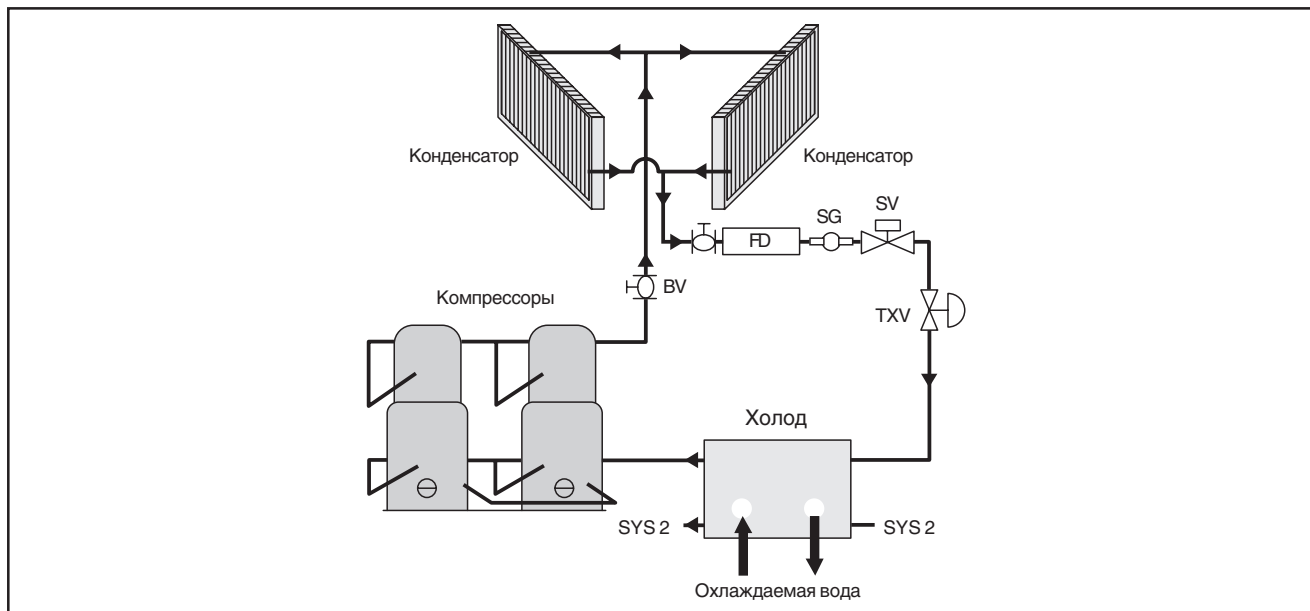 Конденсатор
Конденсатор
SG
SV
FD
BV
TXV
Компрессоры
Холод
SYS 2
SYS 2
Охлаждаемая вода